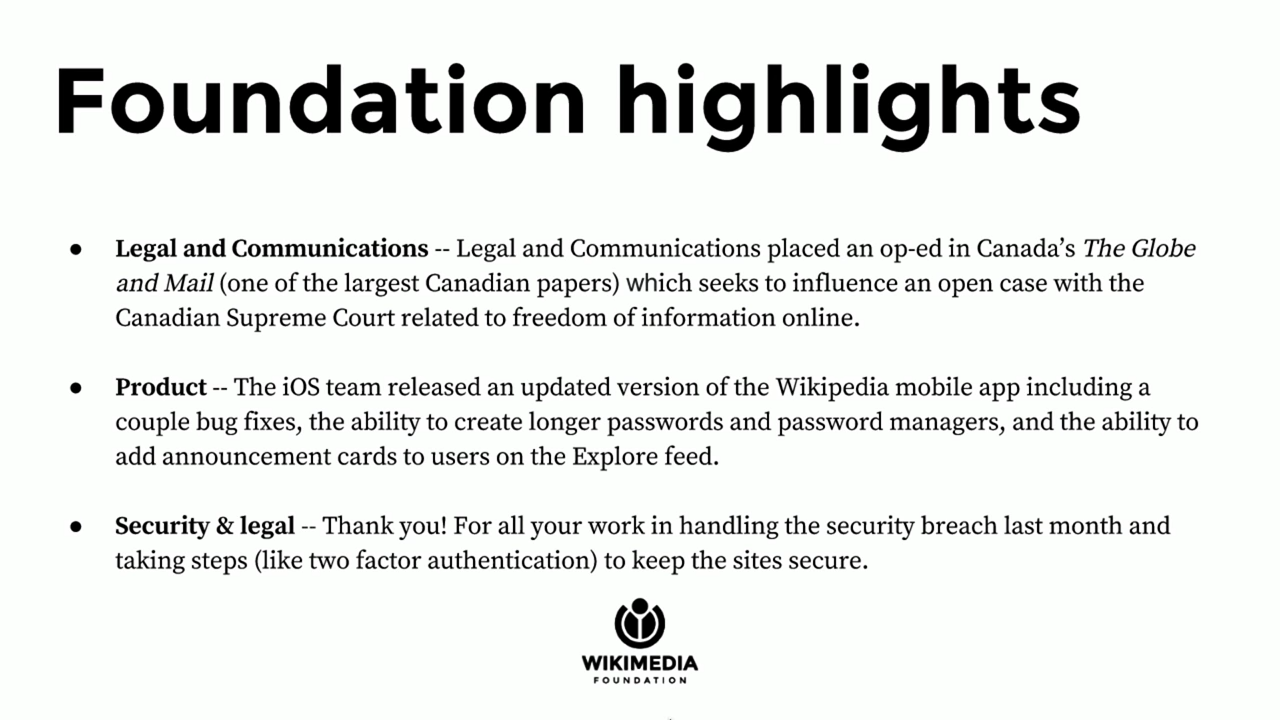 Foundation highlights
● Legal and Communications -- Legal and Communications placed an op-ed in Canada’s The Globe
and Mail (one of the largest Canadian papers) which seeks to influence an open case with the
Canadian Supreme Court related to freedom of information online.
● Product -- The iOS team released an updated version of the Wikipedia mobile app including a
couple bug fixes, the ability to create longer passwords and password managers, and the ability to
add announcement cards to users on the Explore feed.
● Security & legal -- Thank you! For all your work in handling the security breach last month and
taking steps (like two factor authentication) to keep the sites secure.
WIKIMEDIA
FOUNDATION